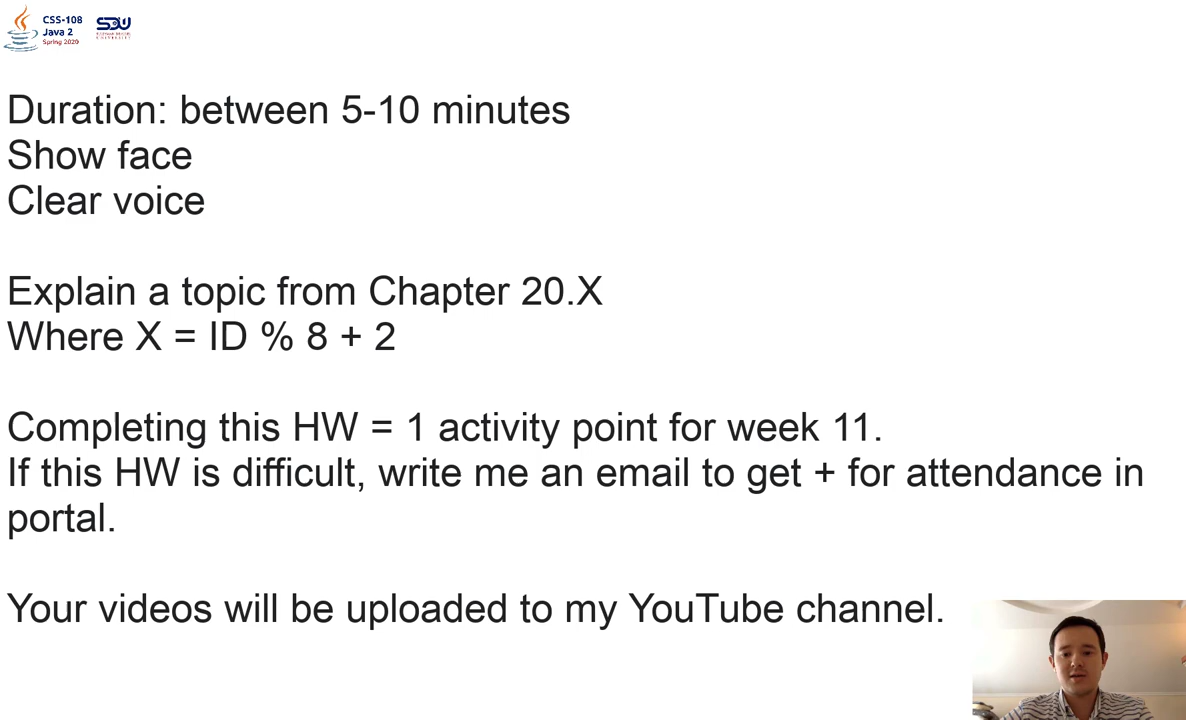 CSS-108
Java 2
Spring 2020
SDU
Duration: between 5-10 minutes
Show face
Clear voice
Explain a topic from Chapter 20.X
Where X = ID % 8 + 2
Completing this HW = 1 activity point for week 11.
If this HW is difficult, write me an email to get + for attendance in
portal.
Your videos will be uploaded to my YouTube channel.